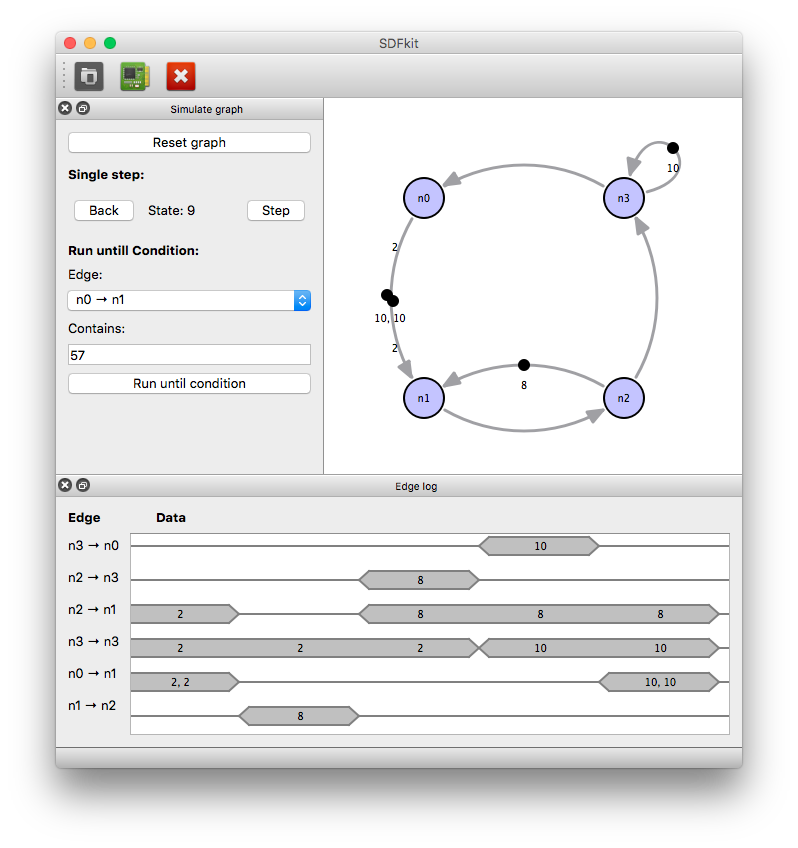 SDFkit
Simulate graph
Reset graph
Single step:
Back State: 9 Step
Run untill Condition:
Edge:
n0 → n1
Contains:
57
Run until condition
n0
n3
10
2
10, 10
2
8
n1
n2
Edge log
Edge Data
n3 → n0 10
n2 → n3 8
n2 → n1 2 8 8 8
n3 → n3 2 2 2 10 10
n0 → n1 2, 2 10, 10
n1 → n2 8